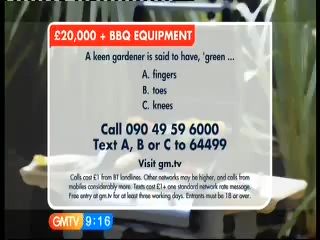 £20,000 + BBQ EQUIPMENT
A keen gardener is said to have, 'green ...
A. fingers
B. toes
C. knees
Call 090 49 59 6000
Text A, B or C to 64499
Visit gm.tv
Calls cost £1 from BT landlines. Other networks may be higher, and calls from
mobiles considerably more. Texts cost £1+ one standard network rate message.
Free entry at gm.tv for at least three working days. Entrants must be 18 or over.
GMTV 9:16